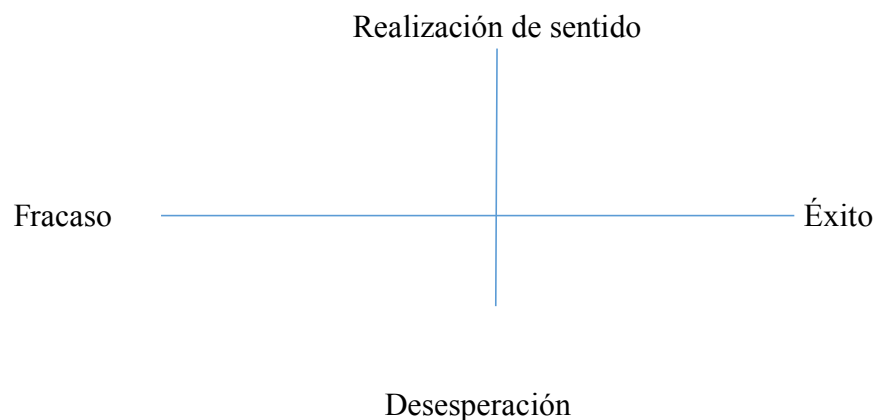 Realización de sentido
Fracaso
Éxito
Desesperación